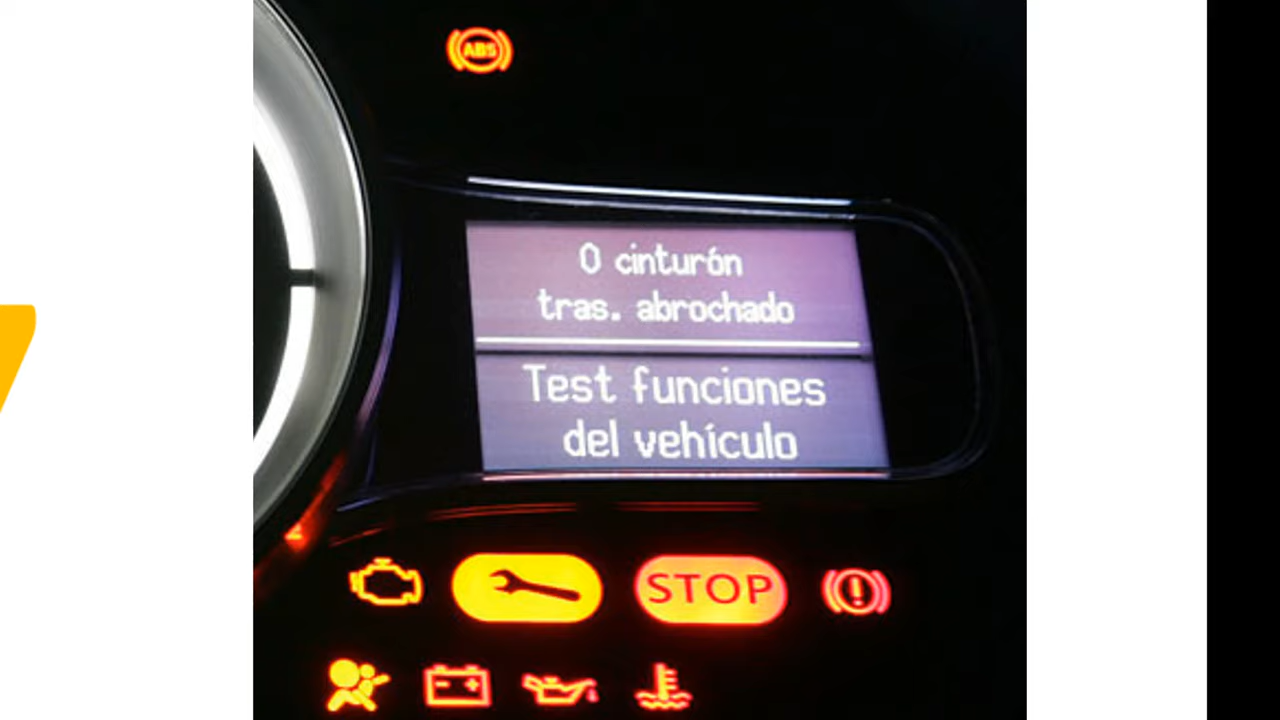 ABS
0 cinturón
tras. abrochado
Test funciones
del vehículo
STOP